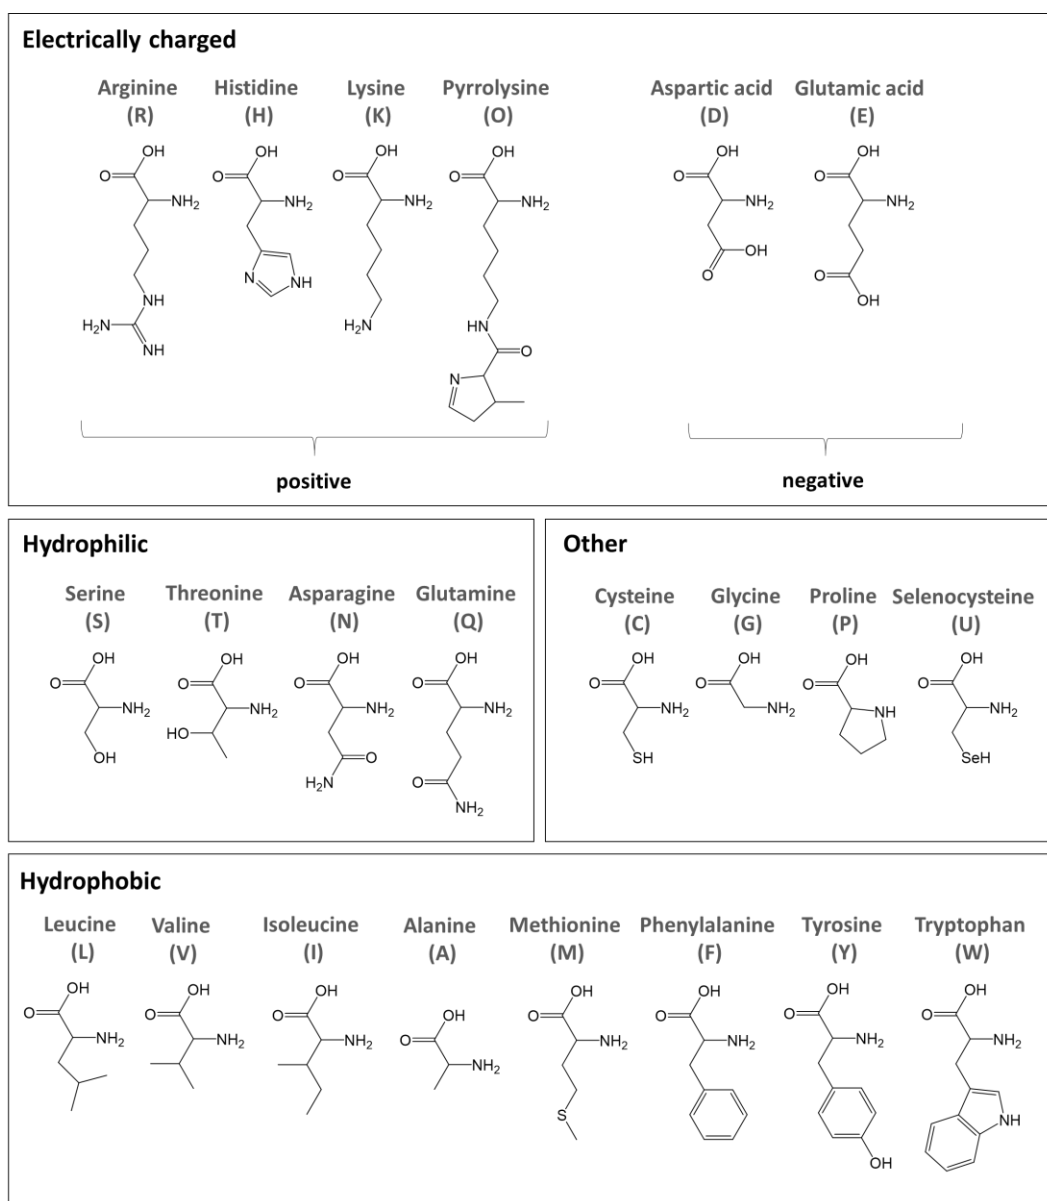 Electrically charged
Arginine Histidine Lysine Pyrrolysine Aspartic acid Glutamic acid
(R) (H) (K) (O) (D) (E)
OH OH OH OH OH OH
O O O O O O
NH2 NH2 NH2 NH2 NH2 NH2
OH
O
N NH
O
NH
OH
H2N
NH
H2N
HN
O
N
positive negative
Hydrophilic
Serine Threonine Asparagine Glutamine
(S) (T) (N) (Q)
OH OH OH OH
O O O O
NH2 NH2 NH2 NH2
HO
OH
O
H2N
O
NH2
Other
Cysteine Glycine Proline Selenocysteine
(C) (G) (P) (U)
OH OH OH OH
O O O O
NH2 NH2 NH NH2
SH SeH
Hydrophobic
Leucine Valine Isoleucine Alanine Methionine Phenylalanine Tyrosine Tryptophan
(L) (V) (I) (A) (M) (F) (Y) (W)
OH OH OH OH OH OH OH OH
O O O O O O O O
NH2 NH2 NH2 NH2 NH2 NH2 NH2 NH2
S
NH
OH